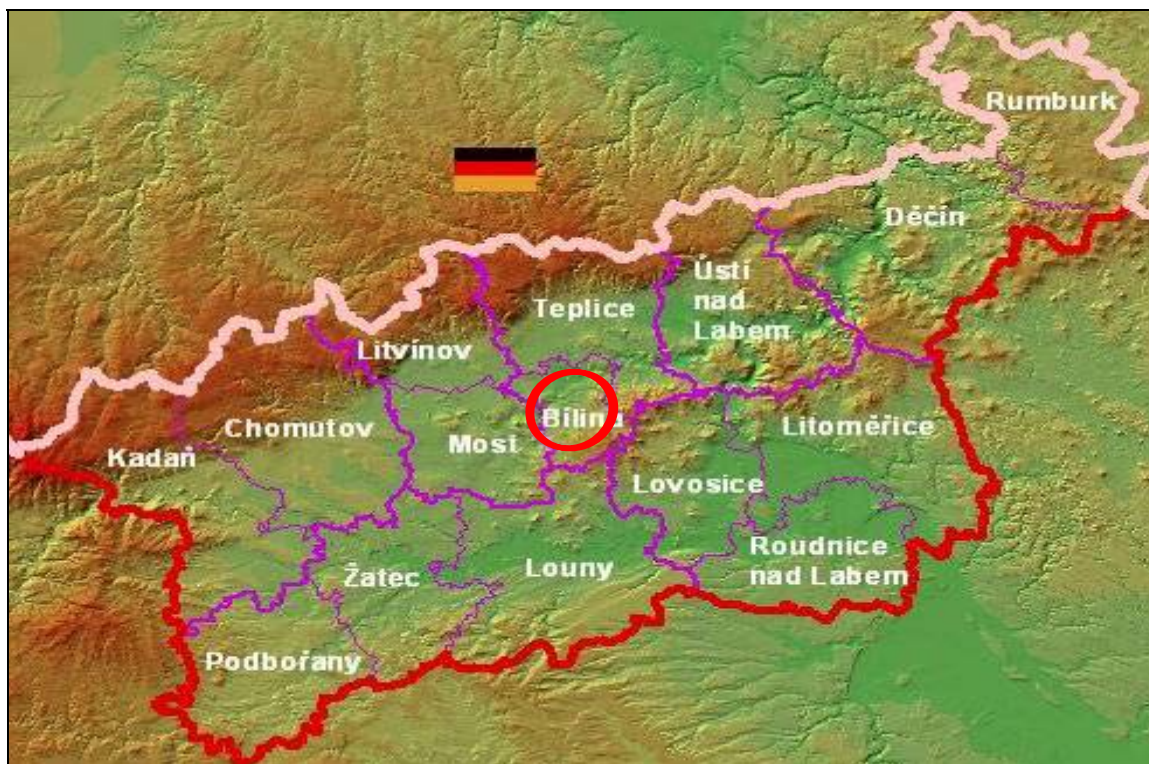 Rumburk
Děčín
Ústí
nad
Labem
Teplice
Litvínov
Bílina
Chomutov
Most
Litoměřice
Kadaň
Lovosice
Roudnice
nad Labem
Žatec
Louny
Podbořany